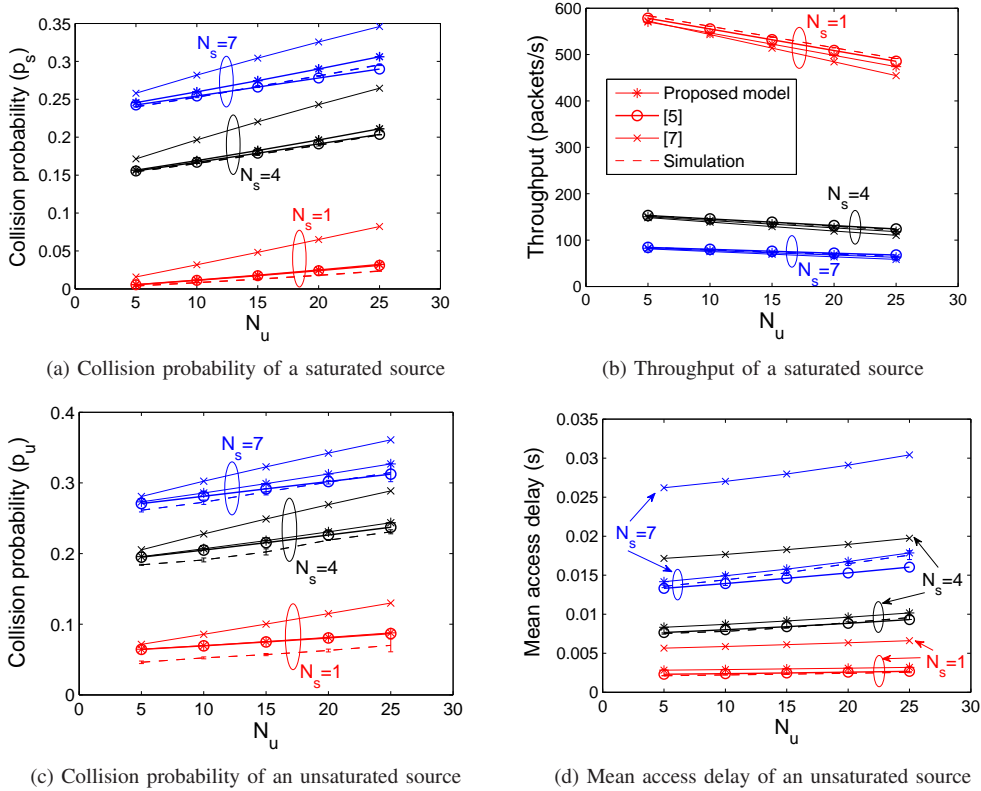 0.35
0.3
0.25
0.2
0.15
0.1
0.05
0
Collision probability (p_s)
N_s=7
N_s=4
N_s=1
0 5 10 15 20 25 30
N_u
(a) Collision probability of a saturated source
600
500
400
300
200
100
0
Throughput (packets/s)
N_s=1
Proposed model
[5]
[7]
Simulation
N_s=4
N_s=7
0 5 10 15 20 25 30
N_u
(b) Throughput of a saturated source
0.4
0.3
0.2
0.1
0
Collision probability (p_u)
N_s=7
N_s=4
N_s=1
0 5 10 15 20 25 30
N_u
(c) Collision probability of an unsaturated source
0.035
0.03
0.025
0.02
0.015
0.01
0.005
0
Mean access delay (s)
N_s=7
N_s=4
N_s=1
0 5 10 15 20 25 30
N_u
(d) Mean access delay of an unsaturated source